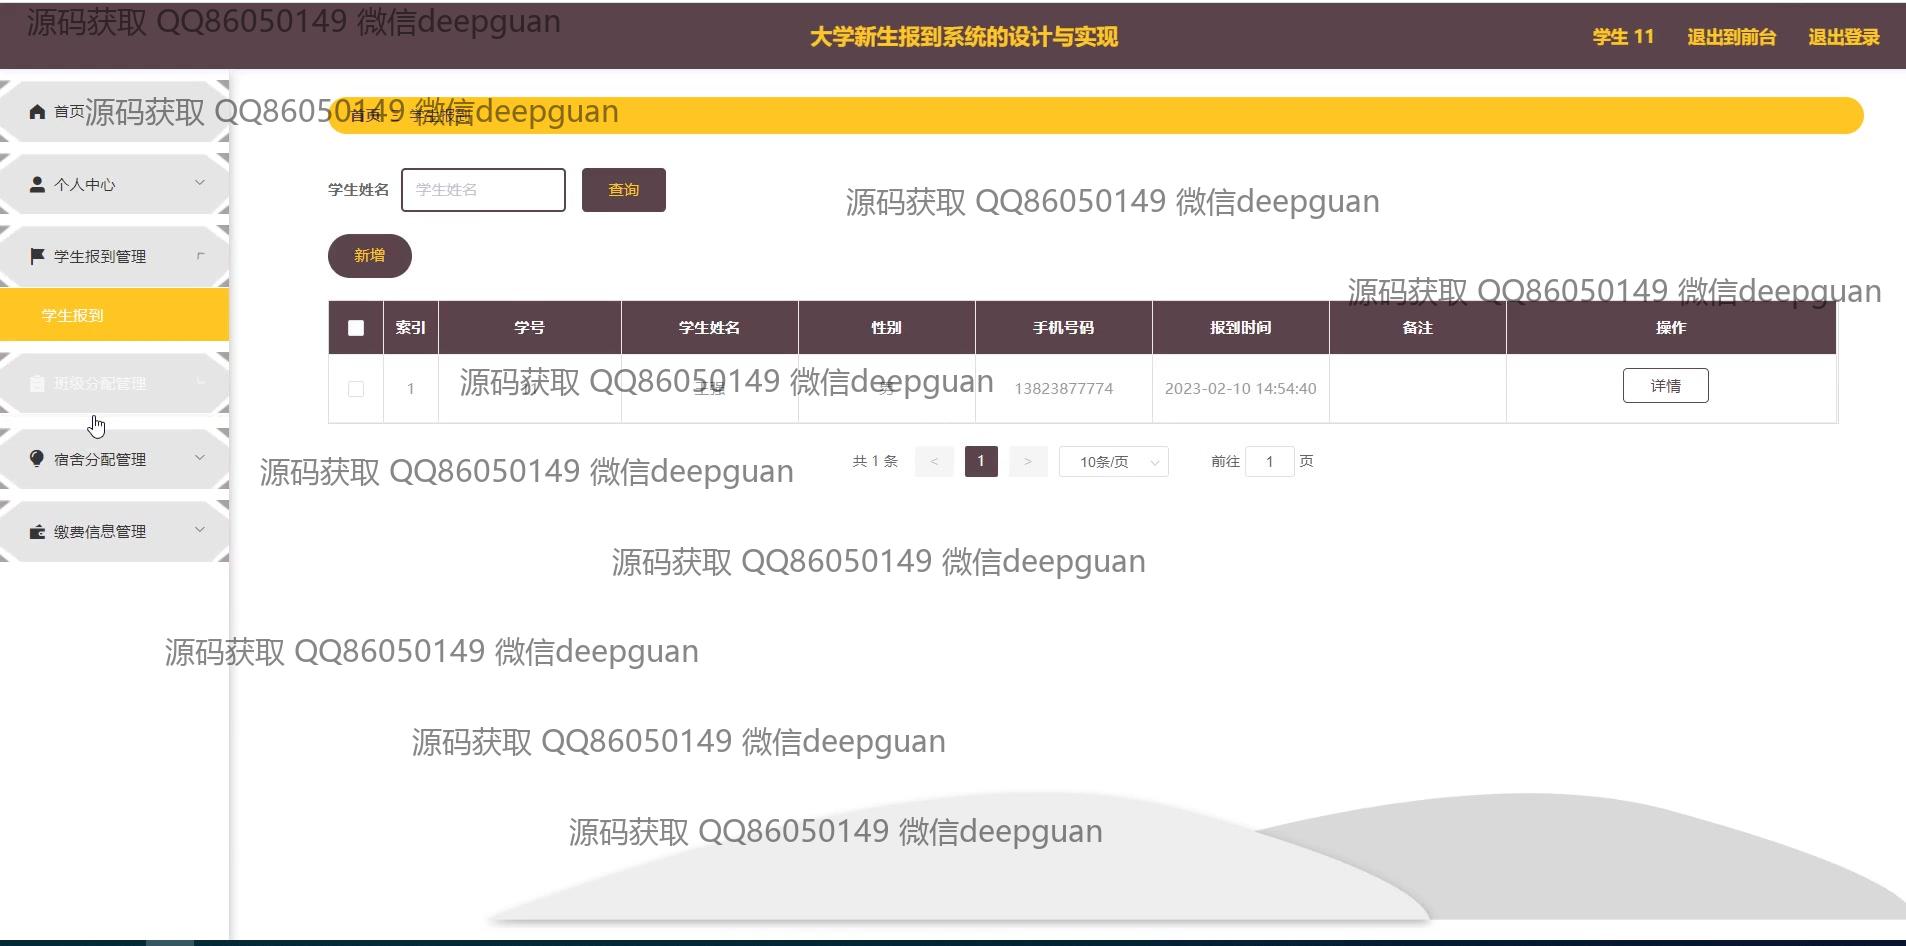 源码获取 QQ86050149 微信deepguan
大学新生报到系统的设计与实现
学生 11
退出到前台
退出登录
首页
源码获取 QQ86050149 微信deepguan
首页
学生报到
个人中心
学生姓名
学生姓名
查询
源码获取 QQ86050149 微信deepguan
学生报到管理
新增
源码获取 QQ86050149 微信deepguan
学生报到
索引
学号
学生姓名
性别
手机号码
报到时间
备注
操作
班级分配管理
1
11
王强
男
源码获取 QQ86050149 微信deepguan
13823877774
2023-02-10 14:54:40
详情
宿舍分配管理
源码获取 QQ86050149 微信deepguan
共 1 条
<
1
>
10条/页
前往 1 页
缴费信息管理
源码获取 QQ86050149 微信deepguan
源码获取 QQ86050149 微信deepguan
源码获取 QQ86050149 微信deepguan
源码获取 QQ86050149 微信deepguan